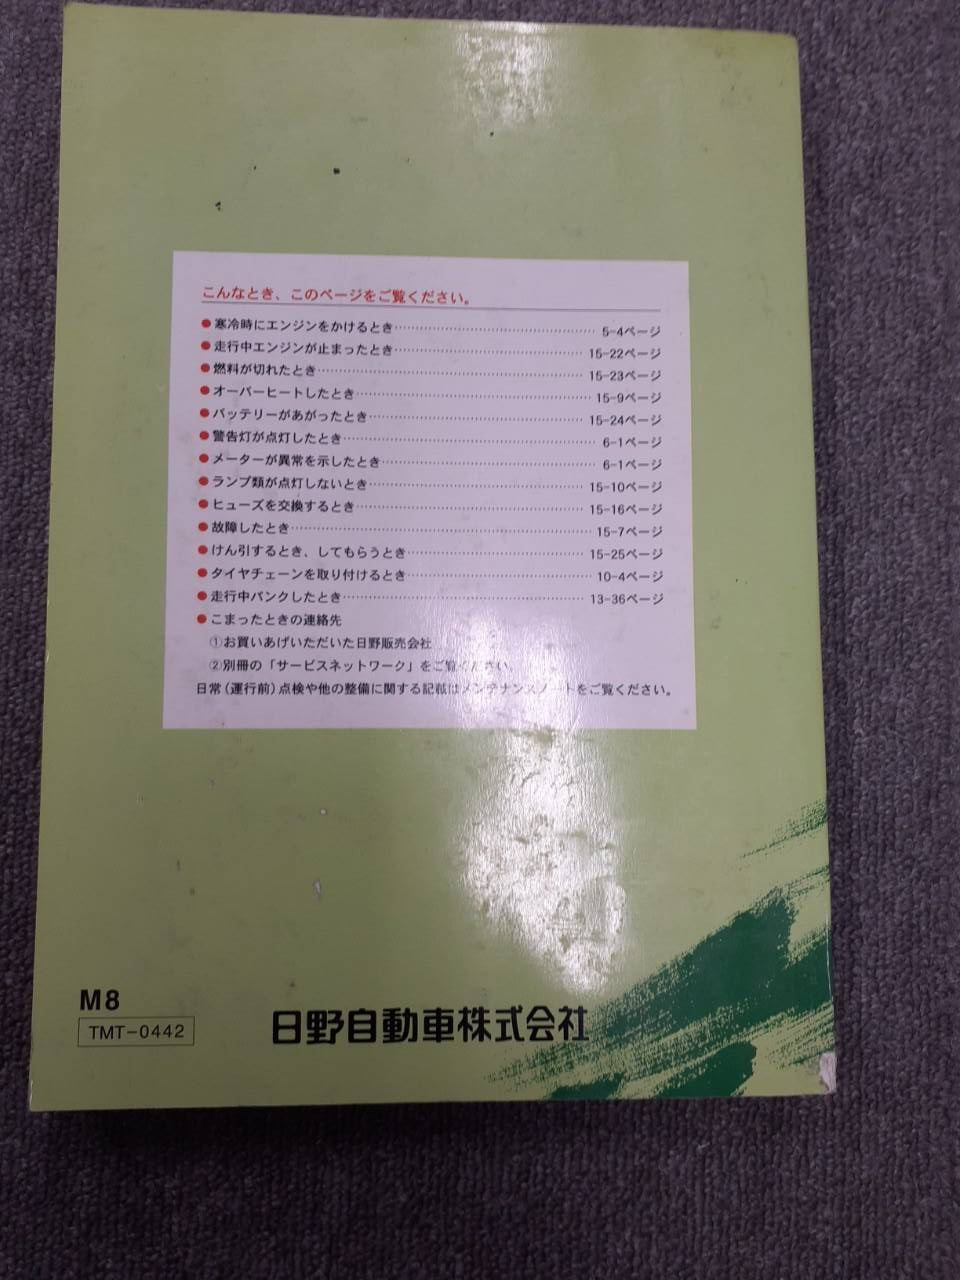 こんなとき、このページをご覧ください。
●寒冷時にエンジンをかけるとき 5-4ページ
●走行中エンジンが止まったとき 15-22ページ
●燃料が切れたとき 15-23ページ
●オーバーヒートしたとき 15-9ページ
●バッテリーがあがったとき 15-24ページ
●警告灯が点灯したとき 6-1ページ
●メーターが異常を示したとき 6-1ページ
●ランプ類が点灯しないとき 15-10ページ
●ヒューズを交換するとき 15-16ページ
●故障したとき 15-7ページ
●けん引するとき、してもらうとき 15-25ページ
●タイヤチェーンを取り付けるとき 10-4ページ
●走行中パンクしたとき 13-36ページ
●こまったときの連絡先
①お買いあげいただいた日野販売会社
②別冊の「サービスネットワーク」をご覧ください。
日常(運行前)点検や他の整備に関する記載はメンテナンスノートをご覧ください。
M8
TMT-0442
日野自動車株式会社